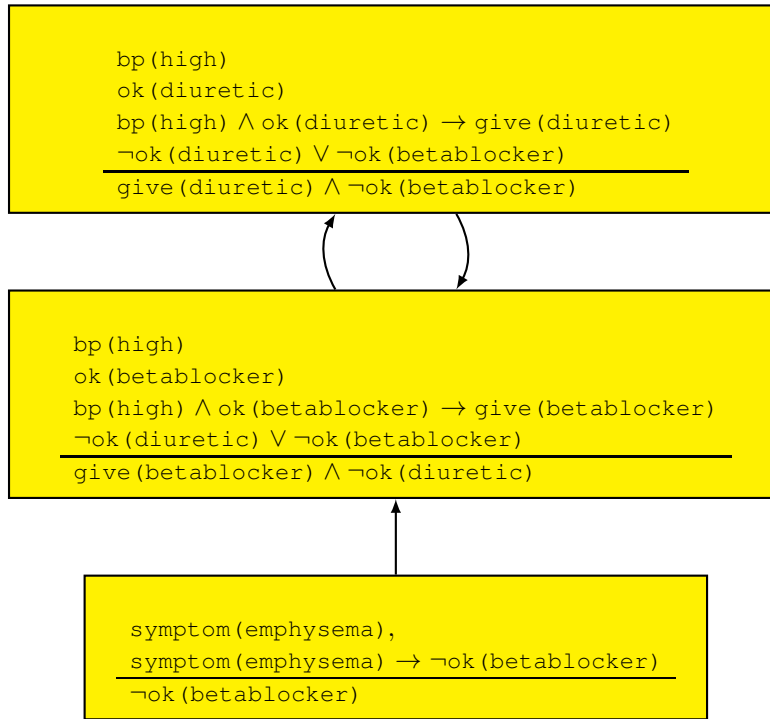 bp(high)
ok(diuretic)
bp(high) ∧ ok(diuretic) → give(diuretic)
¬ok(diuretic) ∨ ¬ok(betablocker)
give(diuretic) ∧ ¬ok(betablocker)
bp(high)
ok(betablocker)
bp(high) ∧ ok(betablocker) → give(betablocker)
¬ok(diuretic) ∨ ¬ok(betablocker)
give(betablocker) ∧ ¬ok(diuretic)
symptom(emphysema),
symptom(emphysema) → ¬ok(betablocker)
¬ok(betablocker)